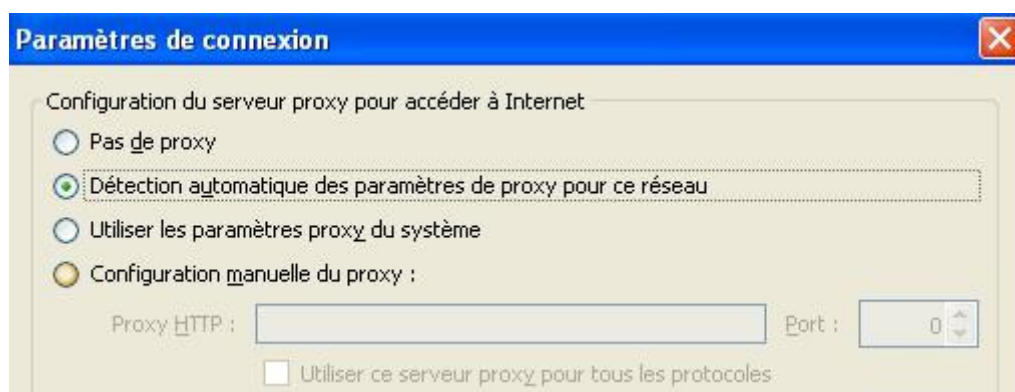 Paramètres de connexion
Configuration du serveur proxy pour accéder à Internet
Pas de proxy
Détection automatique des paramètres de proxy pour ce réseau
Utiliser les paramètres proxy du système
Configuration manuelle du proxy :
Proxy HTTP : Port : 0
Utiliser ce serveur proxy pour tous les protocoles